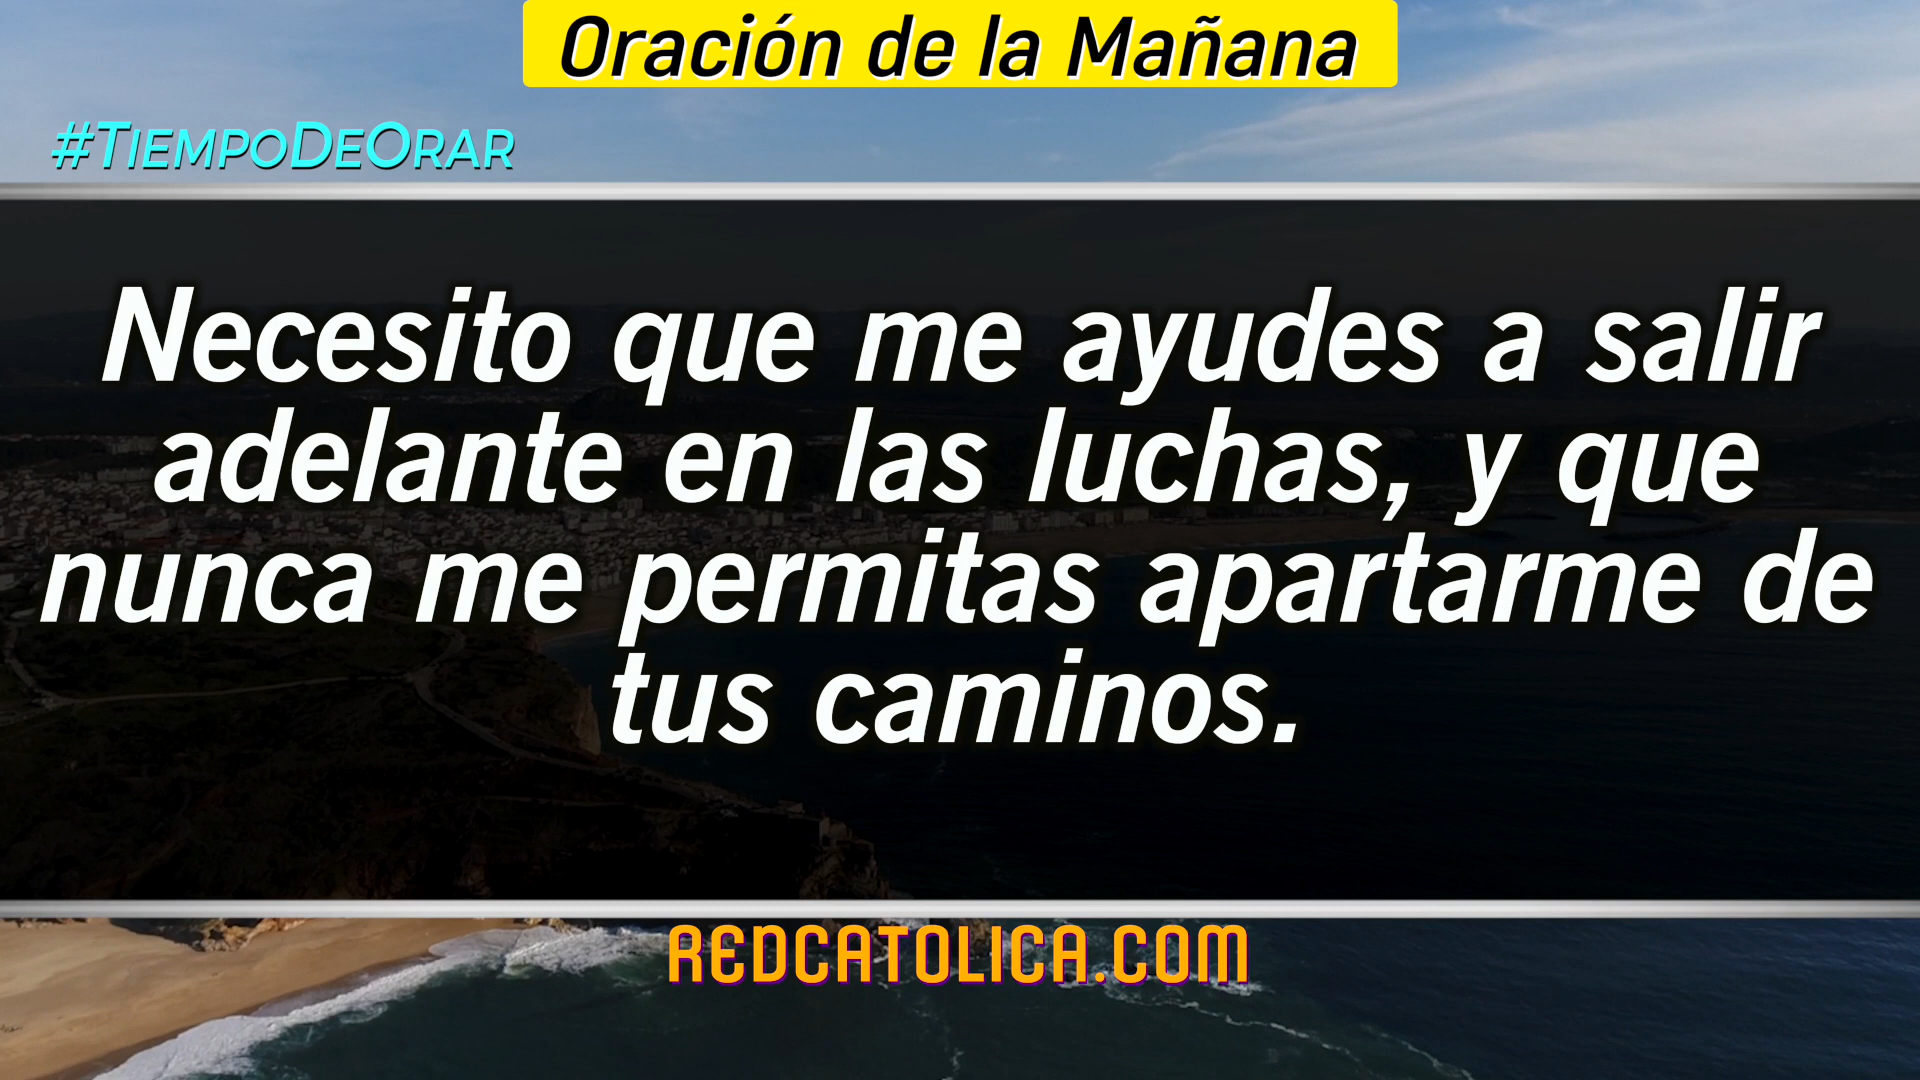 Oración de la Mañana
#TiempoDeOrar
Necesito que me ayudes a salir
adelante en las luchas, y que
nunca me permitas apartarme de
tus caminos.
REDCATOLICA.COM